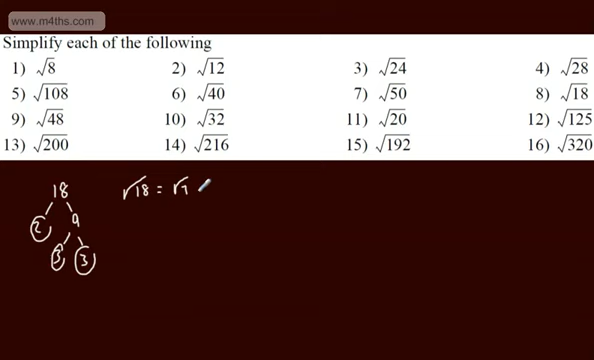 www.m4ths.com
Simplify each of the following
1) √8 2) √12 3) √24 4) √28
5) √108 6) √40 7) √50 8) √18
9) √48 10) √32 11) √20 12) √125
13) √200 14) √216 15) √192 16) √320
18 √18 = √
2 9
3 3